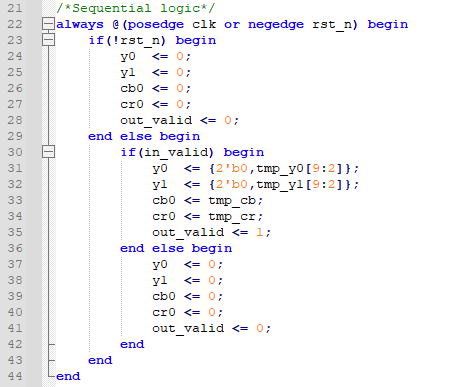 21 /*Sequential logic*/
22 always @(posedge clk or negedge rst_n) begin
23 if(!rst_n) begin
24 y0 <= 0;
25 y1 <= 0;
26 cb0 <= 0;
27 cr0 <= 0;
28 out_valid <= 0;
29 end else begin
30 if(in_valid) begin
31 y0 <= {2'b0,tmp_y0[9:2]};
32 y1 <= {2'b0,tmp_y1[9:2]};
33 cb0 <= tmp_cb;
34 cr0 <= tmp_cr;
35 out_valid <= 1;
36 end else begin
37 y0 <= 0;
38 y1 <= 0;
39 cb0 <= 0;
40 cr0 <= 0;
41 out_valid <= 0;
42 end
43 end
44 end